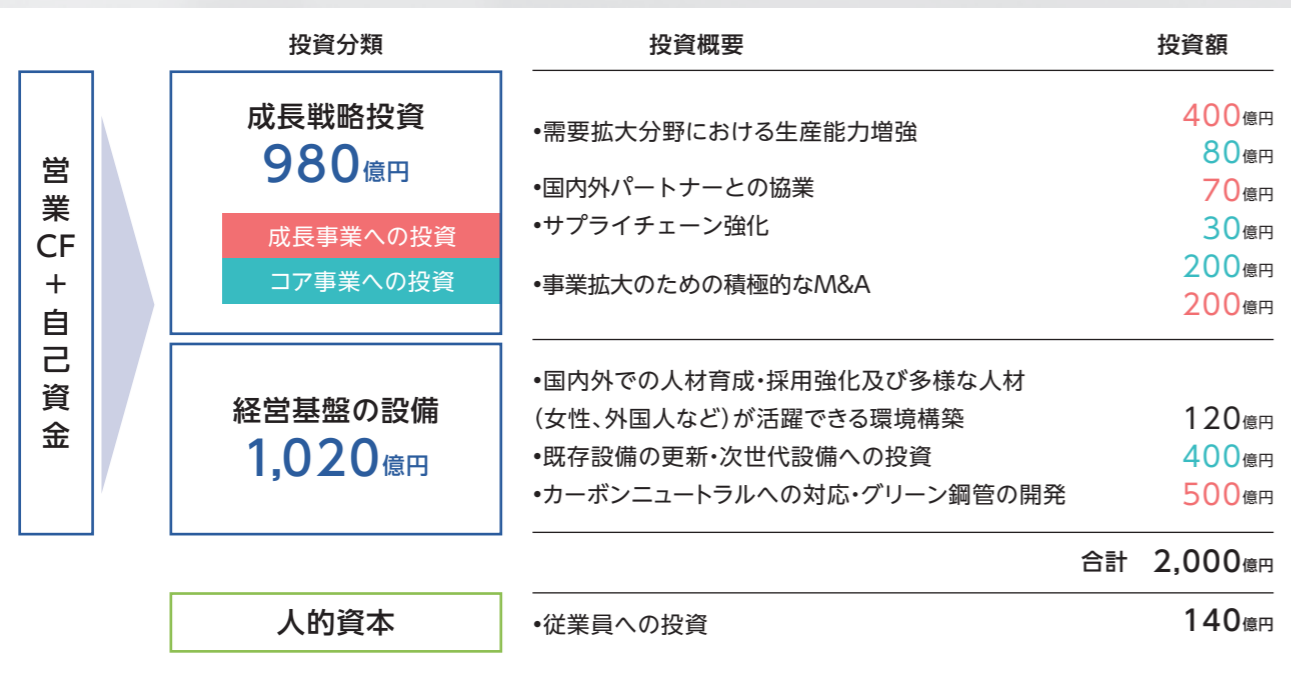 投資分類 投資概要 投資額
営業CF+自己資金
成長戦略投資
980億円
成長事業への投資
コア事業への投資
•需要拡大分野における生産能力増強
400億円
80億円
•国内外パートナーとの協業 70億円
•サプライチェーン強化 30億円
•事業拡大のための積極的なM&A
200億円
200億円
経営基盤の設備
1,020億円
•国内外での人材育成・採用強化及び多様な人材
(女性、外国人など)が活躍できる環境構築 120億円
•既存設備の更新・次世代設備への投資 400億円
•カーボンニュートラルへの対応・グリーン鋼管の開発 500億円
合計 2,000億円
人的資本
•従業員への投資 140億円